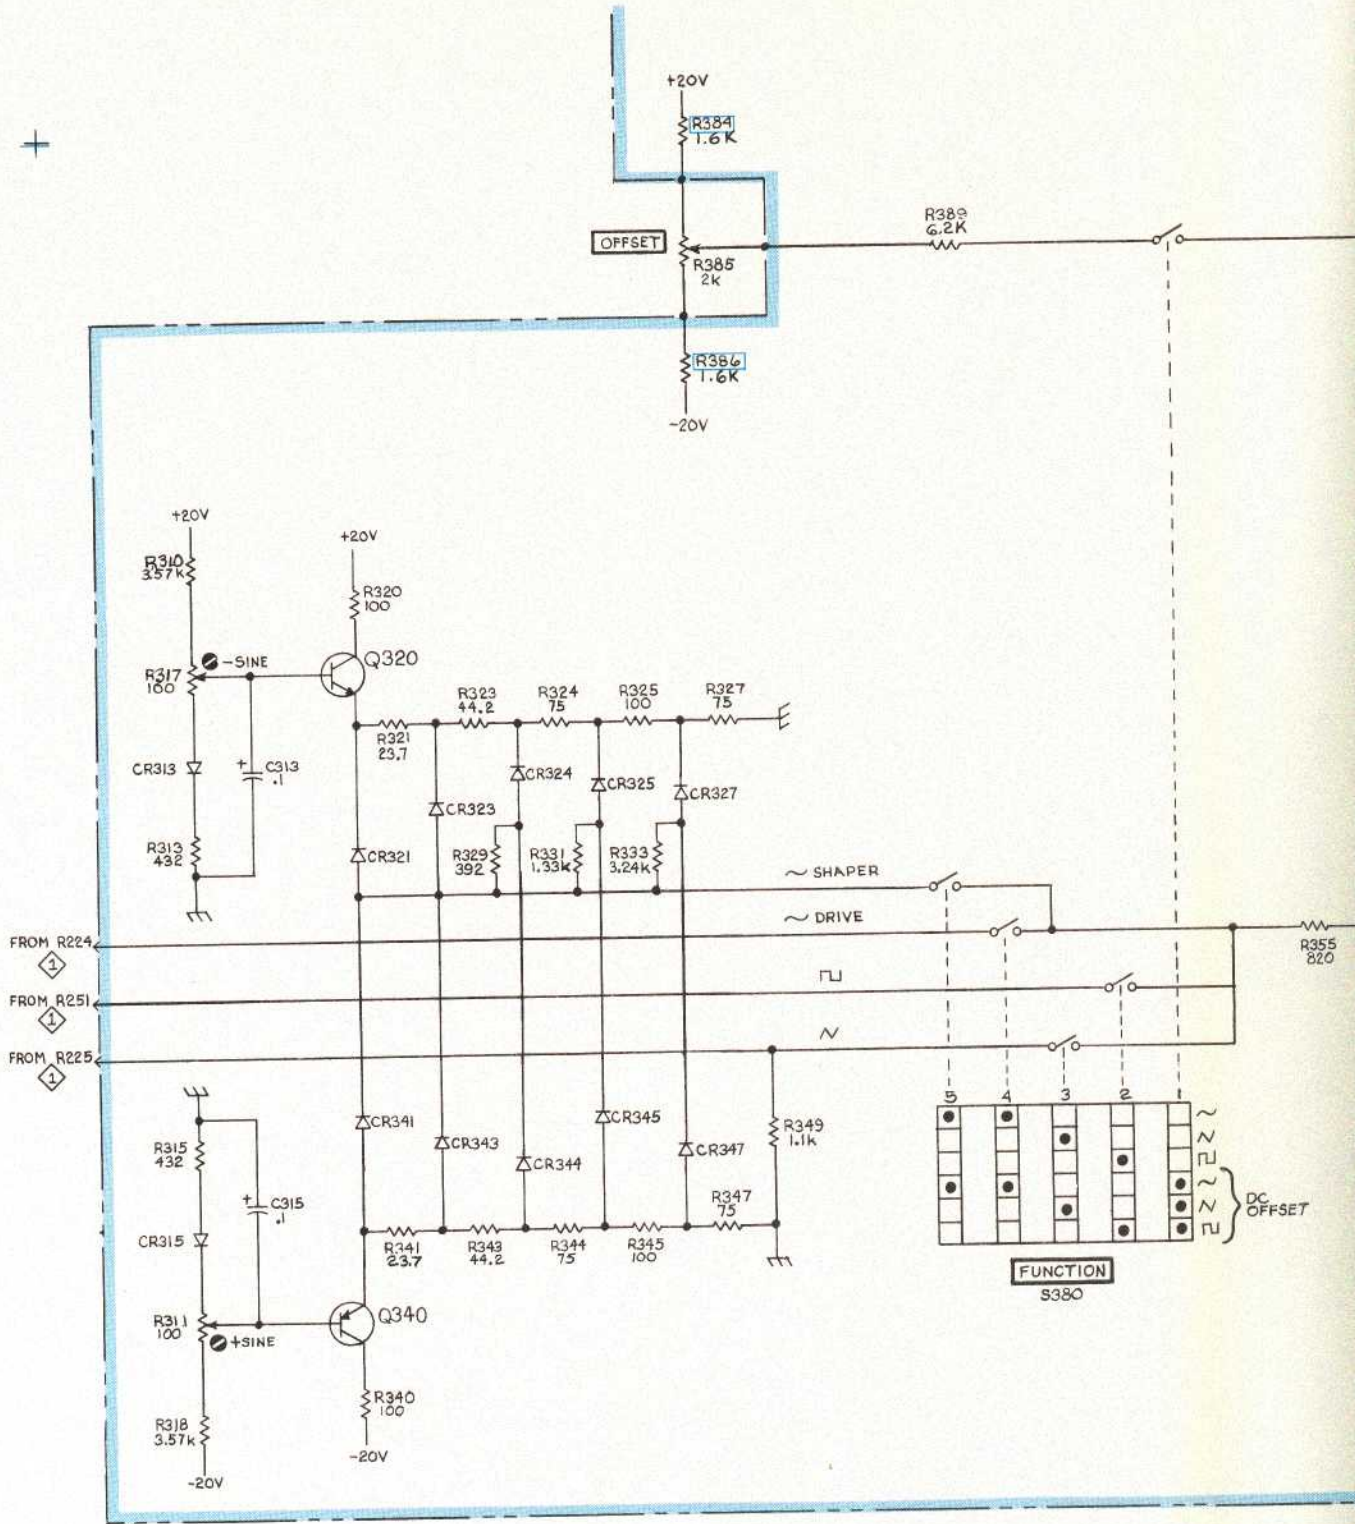 +20V
R384
1.6K
OFFSET
R385
2K
R389
6.2K
R386
1.6K
-20V
+20V
R310
3.57K
+20V
R320
100
-SINE
Q320
R317
100
R323
44.2
R324
75
R325
100
R327
75
R321
23.7
CR313
+
C313
.1
CR324
CR325
CR327
CR323
R313
432
CR321
R329
392
R331
1.33K
R333
3.24K
~ SHAPER
~ DRIVE
FROM R224
1
R355
820
FROM R251
1
FROM R225
1
5 4 3 2 1
CR341
CR343
CR345
R349
1.1K
R315
432
CR344
CR347
+
C315
.1
R347
75
DC
OFFSET
CR315
R341
23.7
R343
44.2
R344
75
R345
100
FUNCTION
S380
R311
100
Q340
+SINE
R340
100
R318
3.57K
-20V
-20V